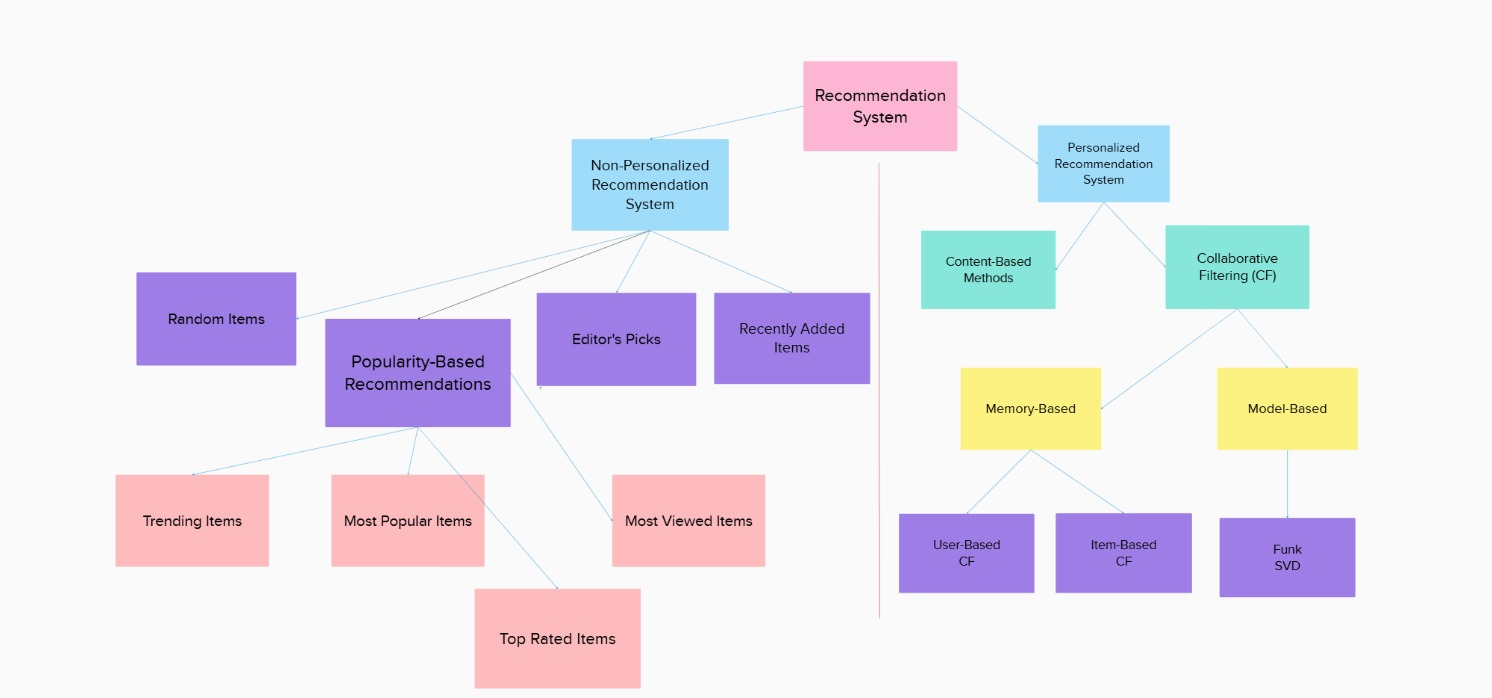 Recommendation
System
Non-Personalized
Recommendation
System
Personalized
Recommendation
System
Random Items
Popularity-Based
Recommendations
Editor's Picks
Recently Added
Items
Content-Based
Methods
Collaborative
Filtering (CF)
Trending Items
Most Popular Items
Most Viewed Items
Top Rated Items
Memory-Based
Model-Based
User-Based
CF
Item-Based
CF
Funk
SVD